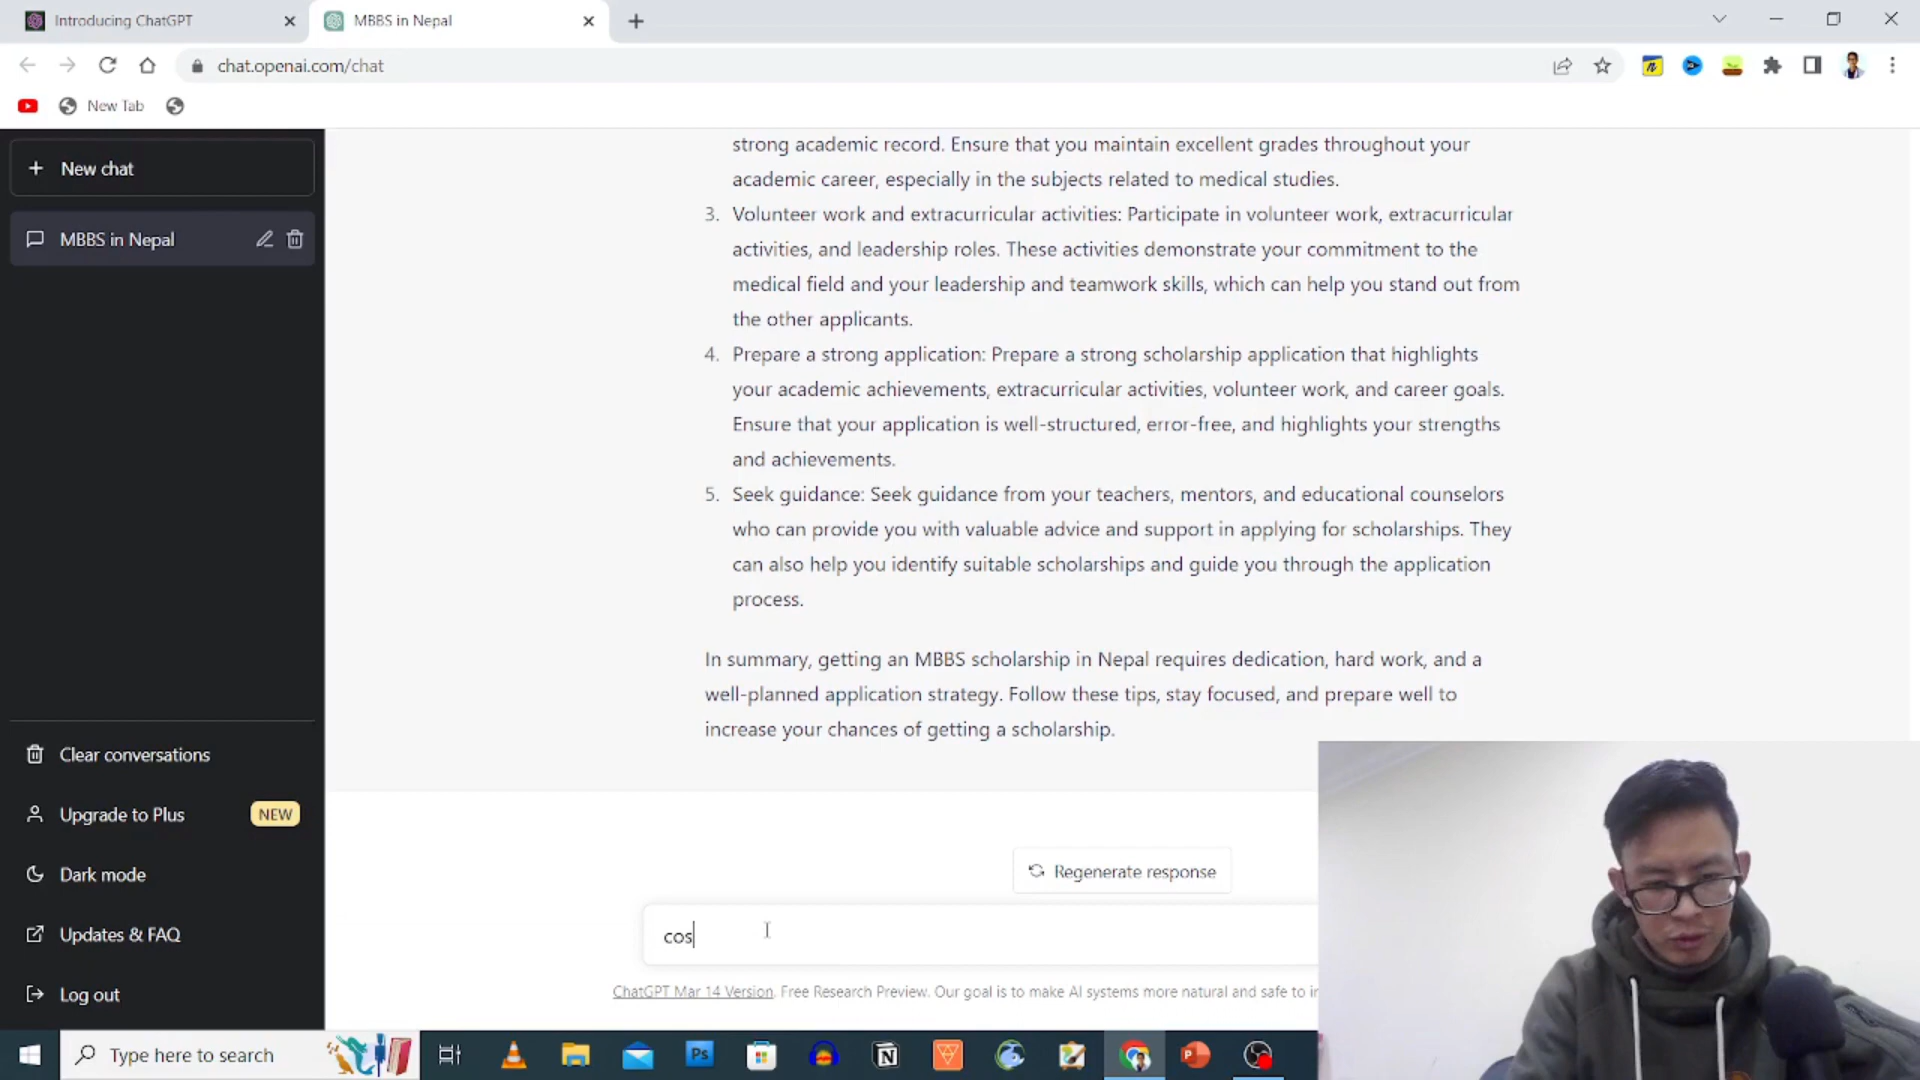 Introducing ChatGPT
MBBS in Nepal
chat.openai.com/chat
New Tab
New chat
MBBS in Nepal
strong academic record. Ensure that you maintain excellent grades throughout your
academic career, especially in the subjects related to medical studies.
3. Volunteer work and extracurricular activities: Participate in volunteer work, extracurricular
activities, and leadership roles. These activities demonstrate your commitment to the
medical field and your leadership and teamwork skills, which can help you stand out from
the other applicants.
4. Prepare a strong application: Prepare a strong scholarship application that highlights
your academic achievements, extracurricular activities, volunteer work, and career goals.
Ensure that your application is well-structured, error-free, and highlights your strengths
and achievements.
5. Seek guidance: Seek guidance from your teachers, mentors, and educational counselors
who can provide you with valuable advice and support in applying for scholarships. They
can also help you identify suitable scholarships and guide you through the application
process.
In summary, getting an MBBS scholarship in Nepal requires dedication, hard work, and a
well-planned application strategy. Follow these tips, stay focused, and prepare well to
increase your chances of getting a scholarship.
Clear conversations
Upgrade to Plus NEW
Dark mode
Updates & FAQ
Log out
Regenerate response
cos
ChatGPT Mar 14 Version. Free Research Preview. Our goal is to make AI systems more natural and safe to
Type here to search
Ps